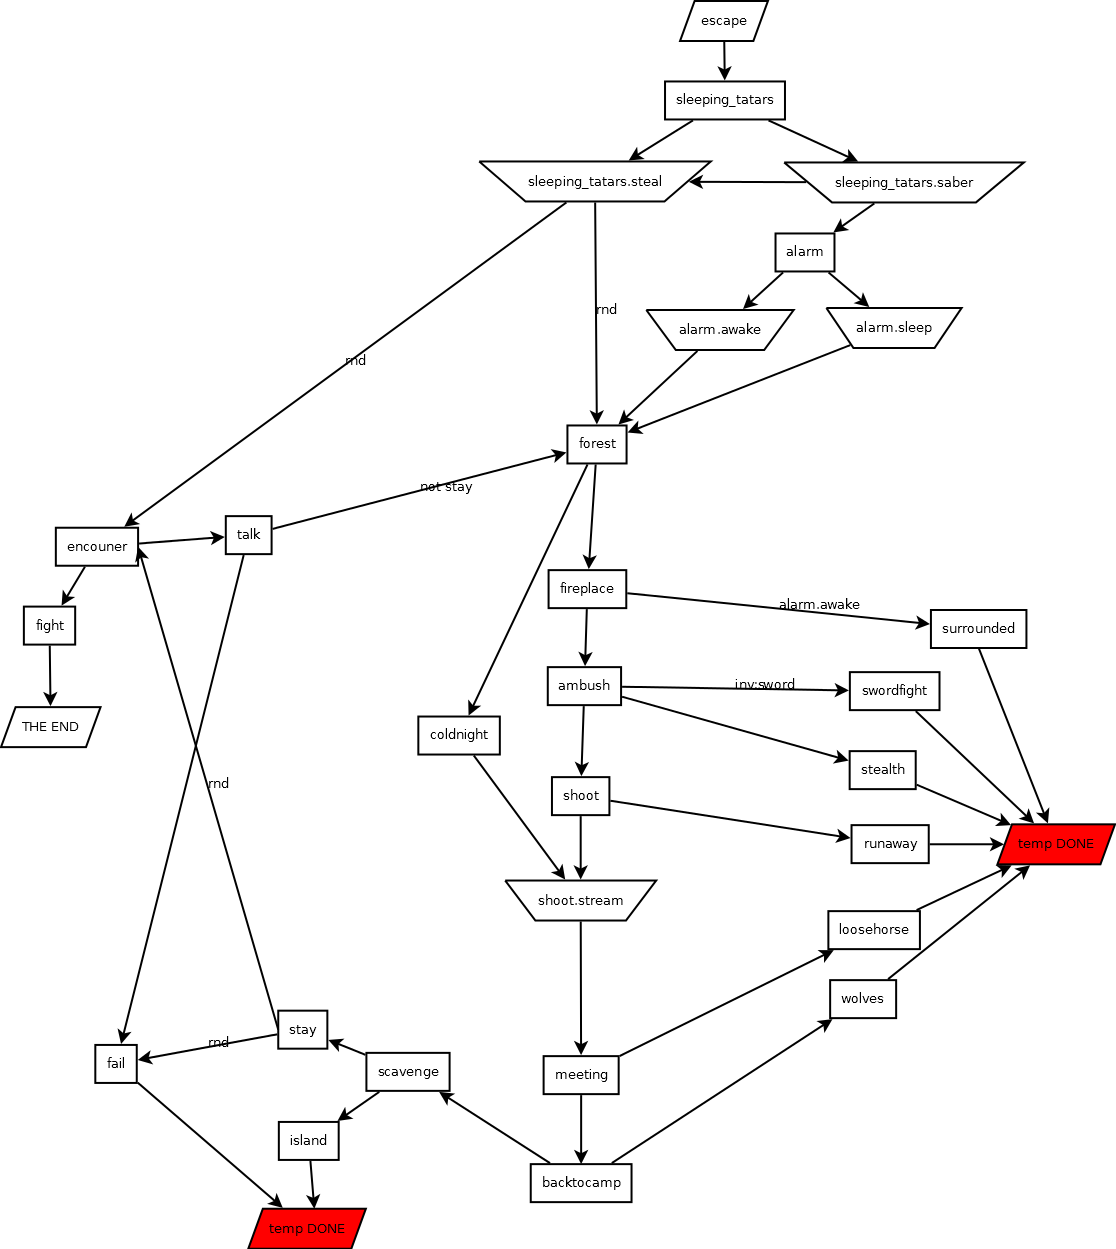 escape
sleeping_tatars
sleeping_tatars.steal
sleeping_tatars.saber
alarm
rnd
alarm.awake
alarm.sleep
rnd
forest
not stay
encouner
talk
fireplace
alarm.awake
fight
surrounded
ambush
inv:sword
swordfight
THE END
coldnight
stealth
rnd
shoot
runaway
temp DONE
shoot.stream
loosehorse
wolves
stay
rnd
fail
scavenge
meeting
island
backtocamp
temp DONE